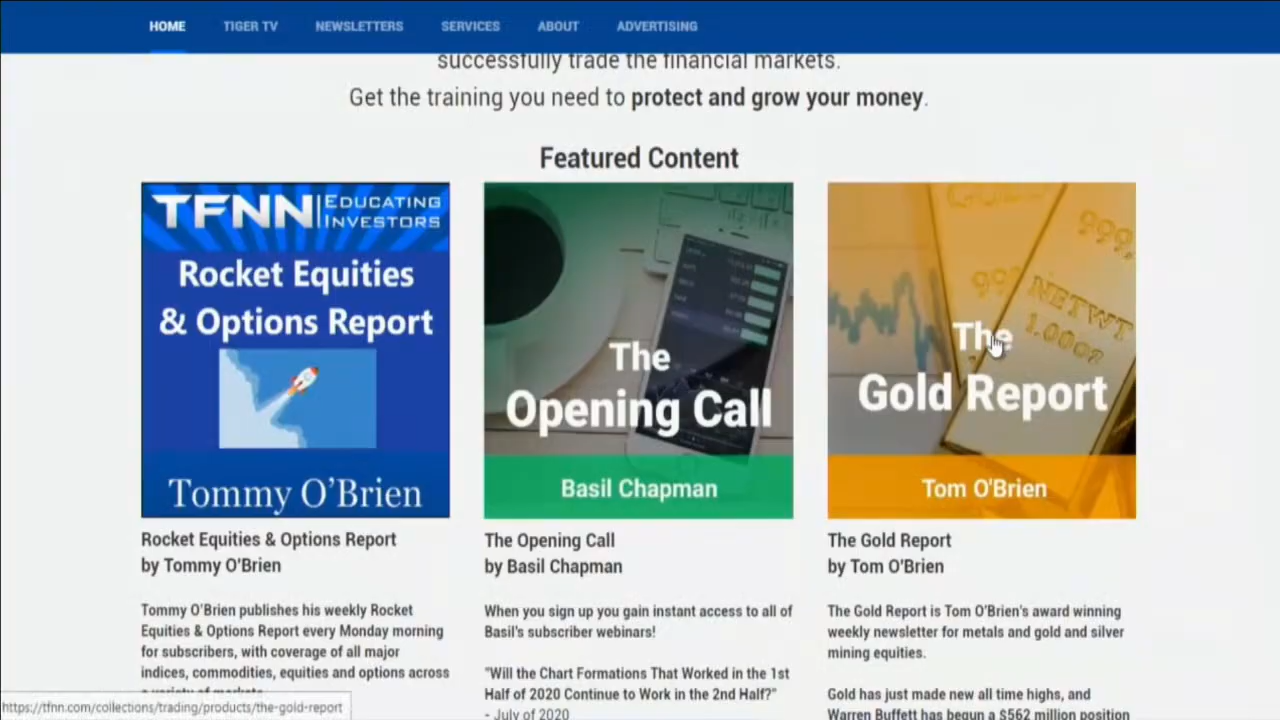 HOME TIGER TV NEWSLETTERS SERVICES ABOUT ADVERTISING
successfully trade the financial markets.
Get the training you need to protect and grow your money.
Featured Content
TFNN EDUCATING
INVESTORS
Rocket Equities
& Options Report
Tommy O'Brien
Rocket Equities & Options Report
by Tommy O'Brien
Tommy O'Brien publishes his weekly Rocket
Equities & Options Report every Monday morning
for subscribers, with coverage of all major
indices, commodities, equities and options across
a variety of markets.
The
Opening Call
Basil Chapman
The Opening Call
by Basil Chapman
When you sign up you gain instant access to all of
Basil's subscriber webinars!
"Will the Chart Formations That Worked in the 1st
Half of 2020 Continue to Work in the 2nd Half?"
- July of 2020
999,
NETWT
1.00oz
The
Gold Report
Tom O'Brien
The Gold Report
by Tom O'Brien
The Gold Report is Tom O'Brien's award winning
weekly newsletter for metals and gold and silver
mining equities.
Gold has just made new all time highs, and
Warren Buffett has begun a $562 million position
https://tfnn.com/collections/trading/products/the-gold-report